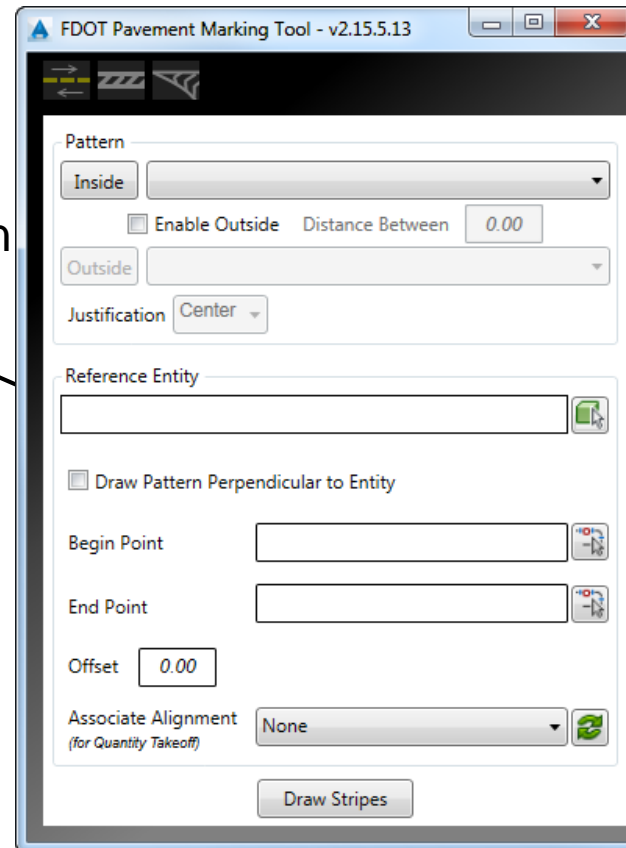 FDOT Pavement Marking Tool - v2.15.5.13
Pattern
Inside
n
Enable Outside Distance Between 0.00
Outside
Justification Center
Reference Entity
Draw Pattern Perpendicular to Entity
Begin Point
End Point
Offset 0.00
Associate Alignment None
(for Quantity Takeoff)
Draw Stripes